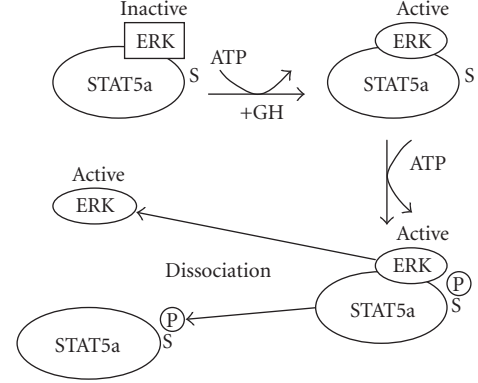 Inactive
ERK
STAT5a
S
ATP
+GH
Active
ERK
STAT5a
S
ATP
Active
ERK
P
S
STAT5a
Dissociation
Active
ERK
P
S
STAT5a